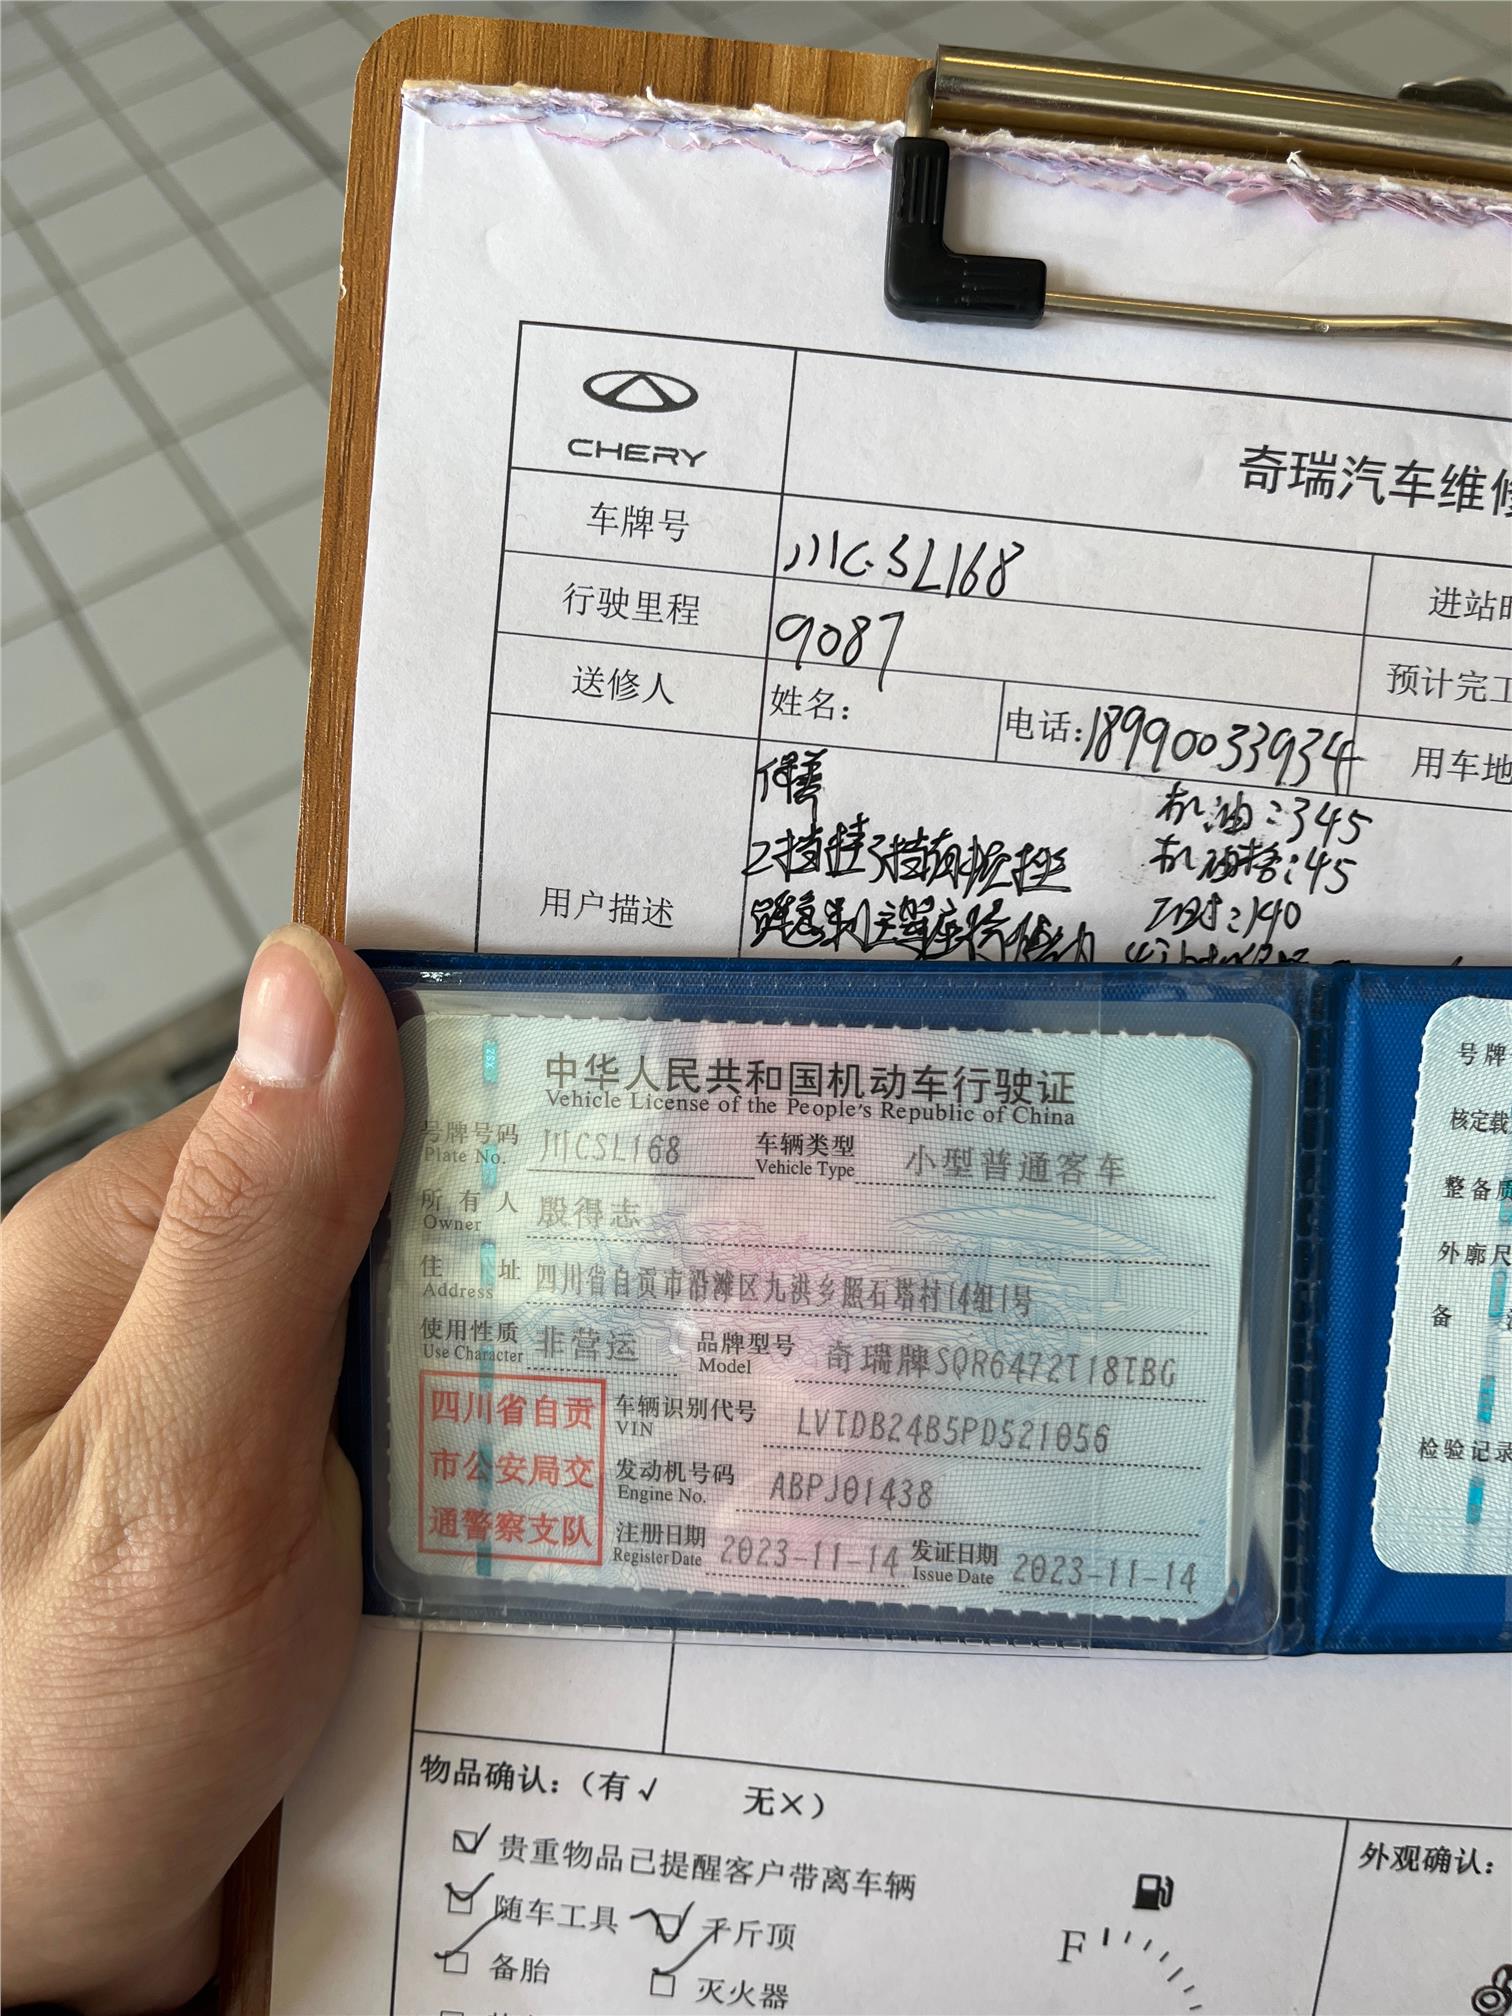 CHERY
奇瑞汽车维修
车牌号
川C·SL168
进站时
行驶里程
9087
预计完工
送修人
姓名：
电话：18990033934
用车地
用户描述
保养
机油：345
2挡挂3挡有
机油格：45
工时：140
中华人民共和国机动车行驶证
Vehicle License of the People's Republic of China
号牌号码 川CSL168 车辆类型 小型普通客车
Plate No. Vehicle Type
所有人 殷得志
Owner
住址 四川省自贡市沿滩区九洪乡照石塔村14组1号
Address
使用性质 非营运 品牌型号 奇瑞牌SQR6472T18TBG
Use Character Model
四川省自贡
市公安局交
通警察支队
车辆识别代号 LVTDB24B5PD521056
VIN
发动机号码 ABPJ01438
Engine No.
注册日期 2023-11-14 发证日期 2023-11-14
Register Date Issue Date
号牌
核定载
整备质
外廓尺
备
检验记录
物品确认：（有√ 无×）
贵重物品已提醒客户带离车辆
随车工具 千斤顶
备胎 灭火器
F
外观确认：